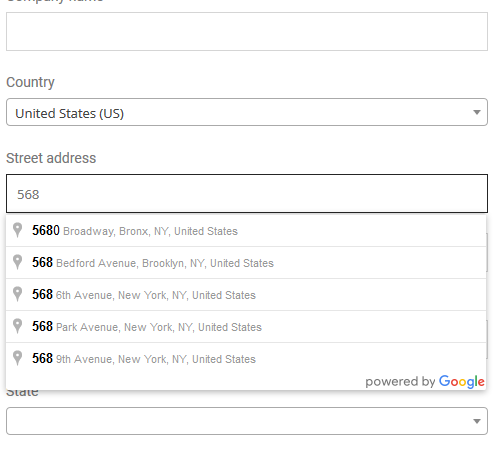 Company name
Country
United States (US)
Street address
568
5680 Broadway, Bronx, NY, United States
568 Bedford Avenue, Brooklyn, NY, United States
568 6th Avenue, New York, NY, United States
568 Park Avenue, New York, NY, United States
568 9th Avenue, New York, NY, United States
powered by Google
State